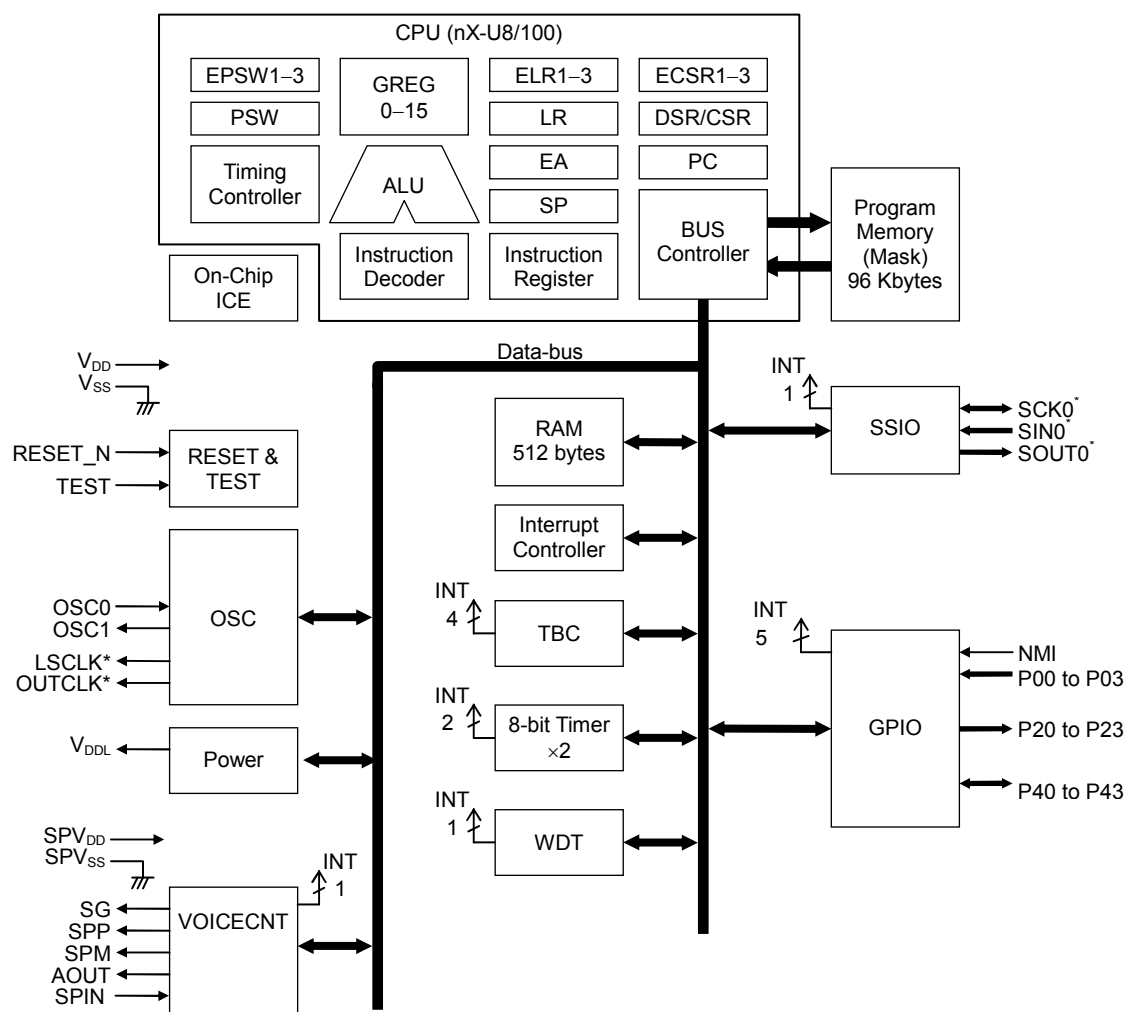 CPU (nX-U8/100)
EPSW1–3
GREG
0–15
ELR1–3
ECSR1–3
PSW
LR
DSR/CSR
Timing
Controller
ALU
EA
PC
SP
BUS
Controller
Program
Memory
(Mask)
96 Kbytes
Instruction
Decoder
Instruction
Register
On-Chip
ICE
Data-bus
VDD
VSS
RESET_N
TEST
RESET &
TEST
RAM
512 bytes
INT
1
SSIO
SCK0*
SIN0*
SOUT0*
Interrupt
Controller
OSC0
OSC1
LSCLK*
OUTCLK*
OSC
INT
4
TBC
INT
5
GPIO
NMI
P00 to P03
P20 to P23
P40 to P43
INT
2
8-bit Timer
×2
VDDL
Power
INT
1
WDT
SPVDD
SPVSS
INT
1
VOICECNT
SG
SPP
SPM
AOUT
SPIN